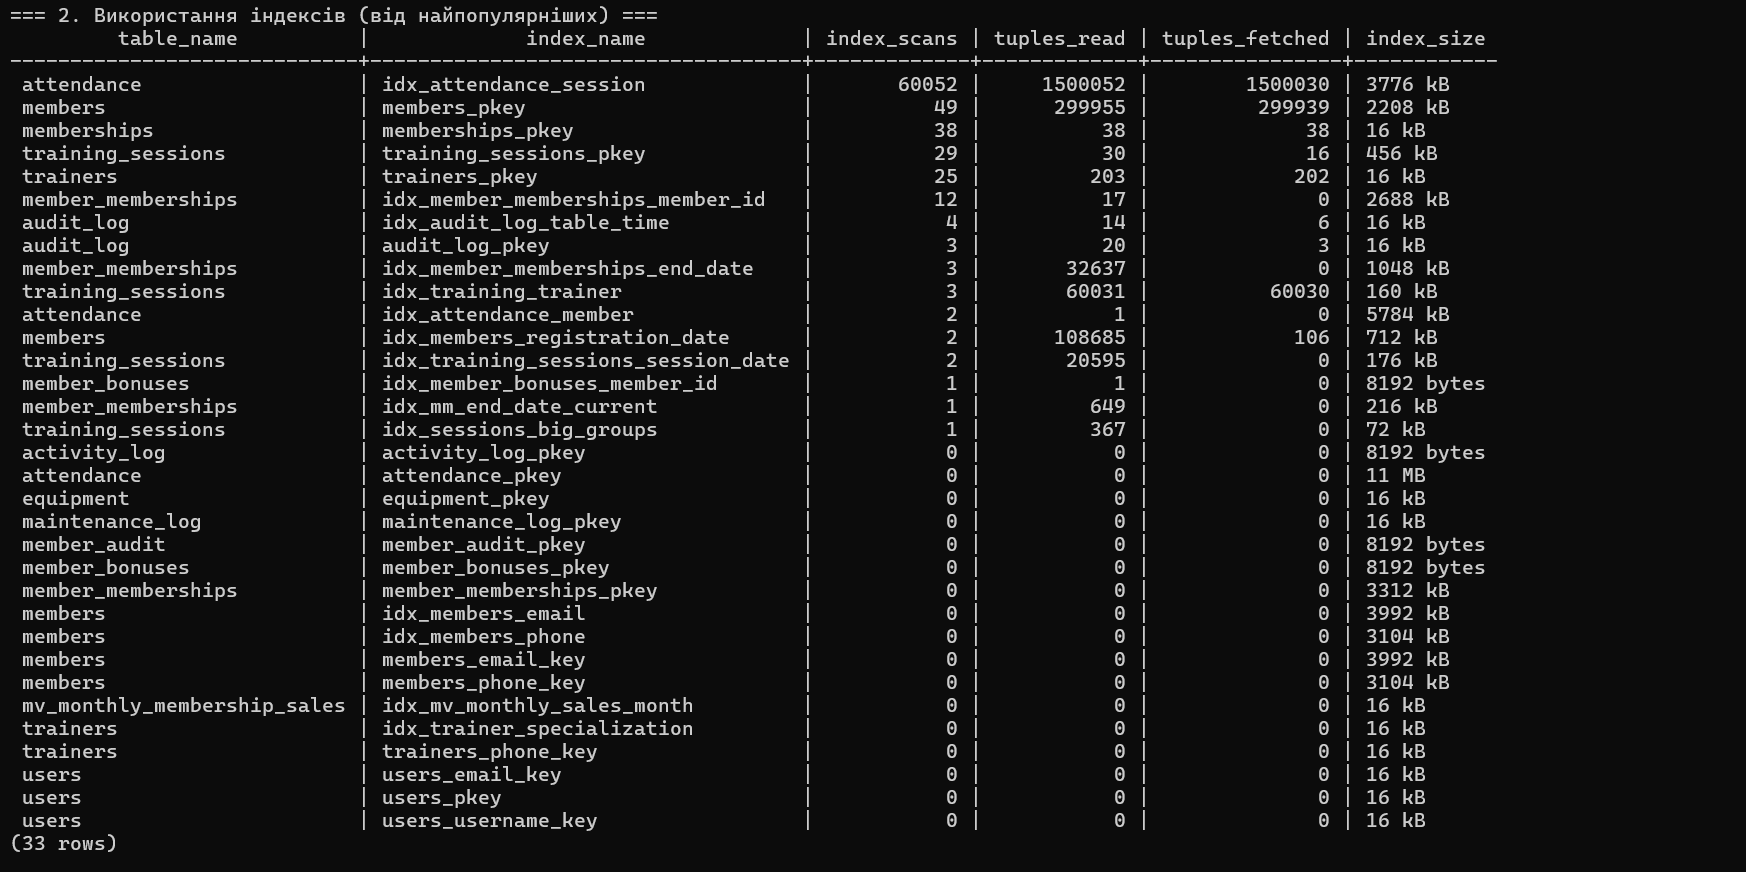 === 2. Використання індексів (від найпопулярніших) ===
         table_name          |             index_name             | index_scans | tuples_read | tuples_fetched | index_size
-----------------------------+------------------------------------+-------------+-------------+----------------+------------
 attendance                  | idx_attendance_session             |       60052 |     1500052 |        1500030 | 3776 kB
 members                     | members_pkey                       |          49 |      299955 |         299939 | 2208 kB
 memberships                 | memberships_pkey                   |          38 |          38 |             38 | 16 kB
 training_sessions           | training_sessions_pkey             |          29 |          30 |             16 | 456 kB
 trainers                    | trainers_pkey                      |          25 |         203 |            202 | 16 kB
 member_memberships          | idx_member_memberships_member_id   |          12 |          17 |              0 | 2688 kB
 audit_log                   | idx_audit_log_table_time           |           4 |          14 |              6 | 16 kB
 audit_log                   | audit_log_pkey                     |           3 |          20 |              3 | 16 kB
 member_memberships          | idx_member_memberships_end_date    |           3 |       32637 |              0 | 1048 kB
 training_sessions           | idx_training_trainer               |           3 |       60031 |          60030 | 160 kB
 attendance                  | idx_attendance_member              |           2 |           1 |              0 | 5784 kB
 members                     | idx_members_registration_date      |           2 |      108685 |            106 | 712 kB
 training_sessions           | idx_training_sessions_session_date |           2 |       20595 |              0 | 176 kB
 member_bonuses              | idx_member_bonuses_member_id       |           1 |           1 |              0 | 8192 bytes
 member_memberships          | idx_mm_end_date_current            |           1 |         649 |              0 | 216 kB
 training_sessions           | idx_sessions_big_groups            |           1 |         367 |              0 | 72 kB
 activity_log                | activity_log_pkey                  |           0 |           0 |              0 | 8192 bytes
 attendance                  | attendance_pkey                    |           0 |           0 |              0 | 11 MB
 equipment                   | equipment_pkey                     |           0 |           0 |              0 | 16 kB
 maintenance_log             | maintenance_log_pkey               |           0 |           0 |              0 | 16 kB
 member_audit                | member_audit_pkey                  |           0 |           0 |              0 | 8192 bytes
 member_bonuses              | member_bonuses_pkey                |           0 |           0 |              0 | 8192 bytes
 member_memberships          | member_memberships_pkey            |           0 |           0 |              0 | 3312 kB
 members                     | idx_members_email                  |           0 |           0 |              0 | 3992 kB
 members                     | idx_members_phone                  |           0 |           0 |              0 | 3104 kB
 members                     | members_email_key                  |           0 |           0 |              0 | 3992 kB
 members                     | members_phone_key                  |           0 |           0 |              0 | 3104 kB
 mv_monthly_membership_sales | idx_mv_monthly_sales_month         |           0 |           0 |              0 | 16 kB
 trainers                    | idx_trainer_specialization         |           0 |           0 |              0 | 16 kB
 trainers                    | trainers_phone_key                 |           0 |           0 |              0 | 16 kB
 users                       | users_email_key                    |           0 |           0 |              0 | 16 kB
 users                       | users_pkey                         |           0 |           0 |              0 | 16 kB
 users                       | users_username_key                 |           0 |           0 |              0 | 16 kB
(33 rows)